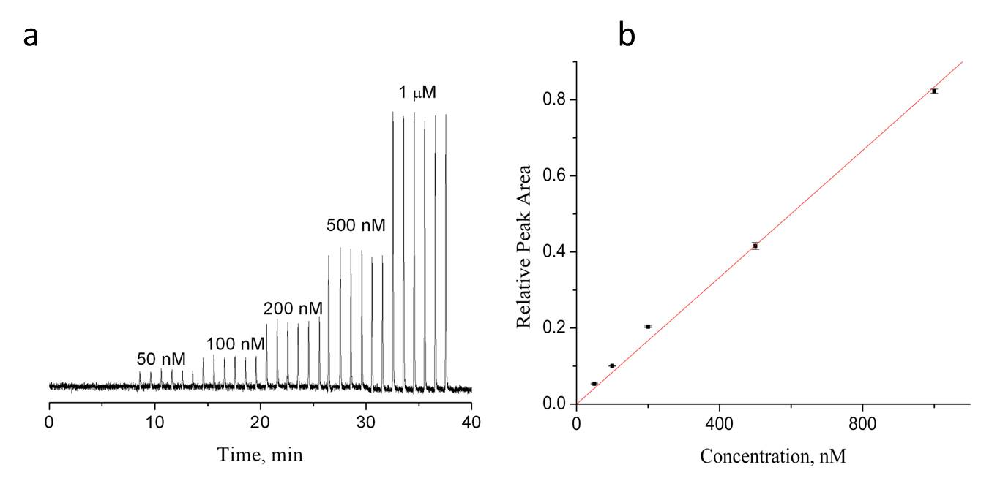 a
1 μM
500 nM
200 nM
100 nM
50 nM
0 10 20 30 40
Time, min
b
Relative Peak Area
0.8
0.6
0.4
0.2
0.0
0 400 800
Concentration, nM